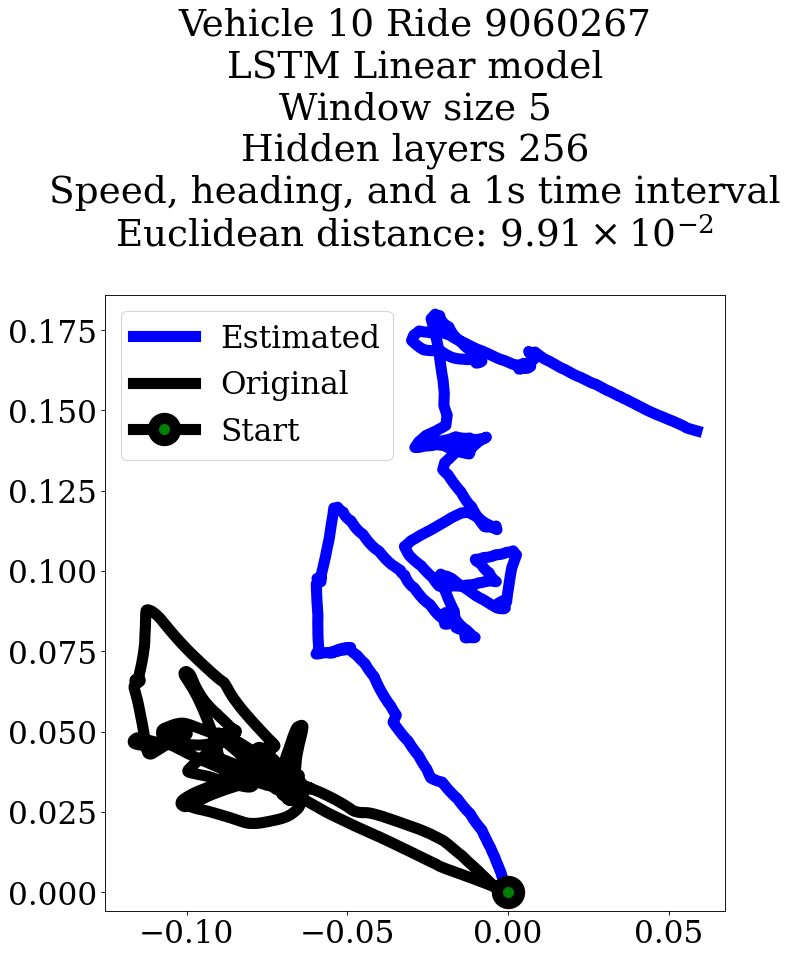 Vehicle 10 Ride 9060267
LSTM Linear model
Window size 5
Hidden layers 256
Speed, heading, and a 1s time interval
Euclidean distance: 9.91 × 10⁻²
Estimated
Original
Start
0.175
0.150
0.125
0.100
0.075
0.050
0.025
0.000
−0.10 −0.05 0.00 0.05